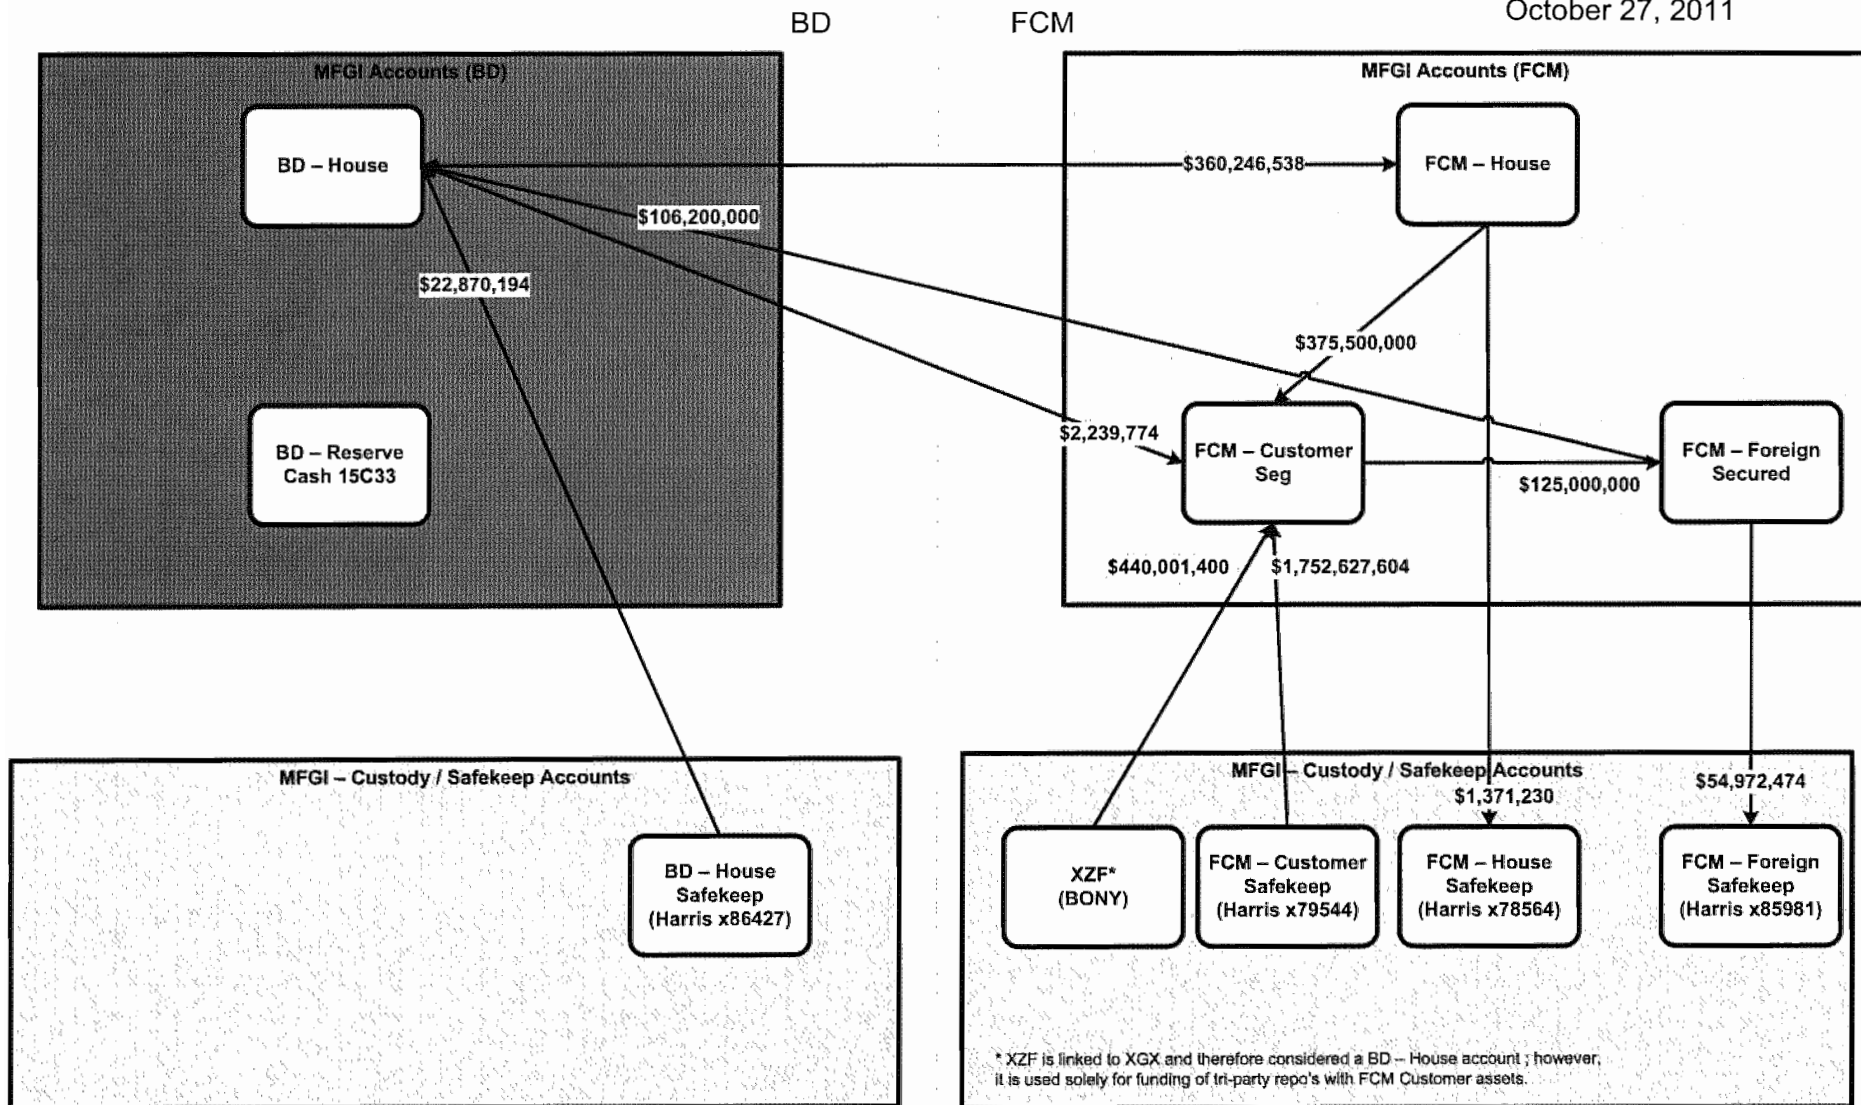 BD
FCM
October 27, 2011
MFGI Accounts (BD)
MFGI Accounts (FCM)
BD – House
$360,246,538
FCM – House
$106,200,000
$22,870,194
$375,500,000
BD – Reserve
Cash 15C33
$2,239,774
FCM – Customer
Seg
FCM – Foreign
Secured
$125,000,000
$440,001,400
$1,752,627,604
MFGI – Custody / Safekeep Accounts
MFGI – Custody / Safekeep Accounts
$1,371,230
$54,972,474
BD – House
Safekeep
(Harris x86427)
XZF*
(BONY)
FCM – Customer
Safekeep
(Harris x79544)
FCM – House
Safekeep
(Harris x78564)
FCM – Foreign
Safekeep
(Harris x85981)
* XZF is linked to XGX and therefore considered a BD – House account ; however,
it is used solely for funding of tri-party repo's with FCM Customer assets.